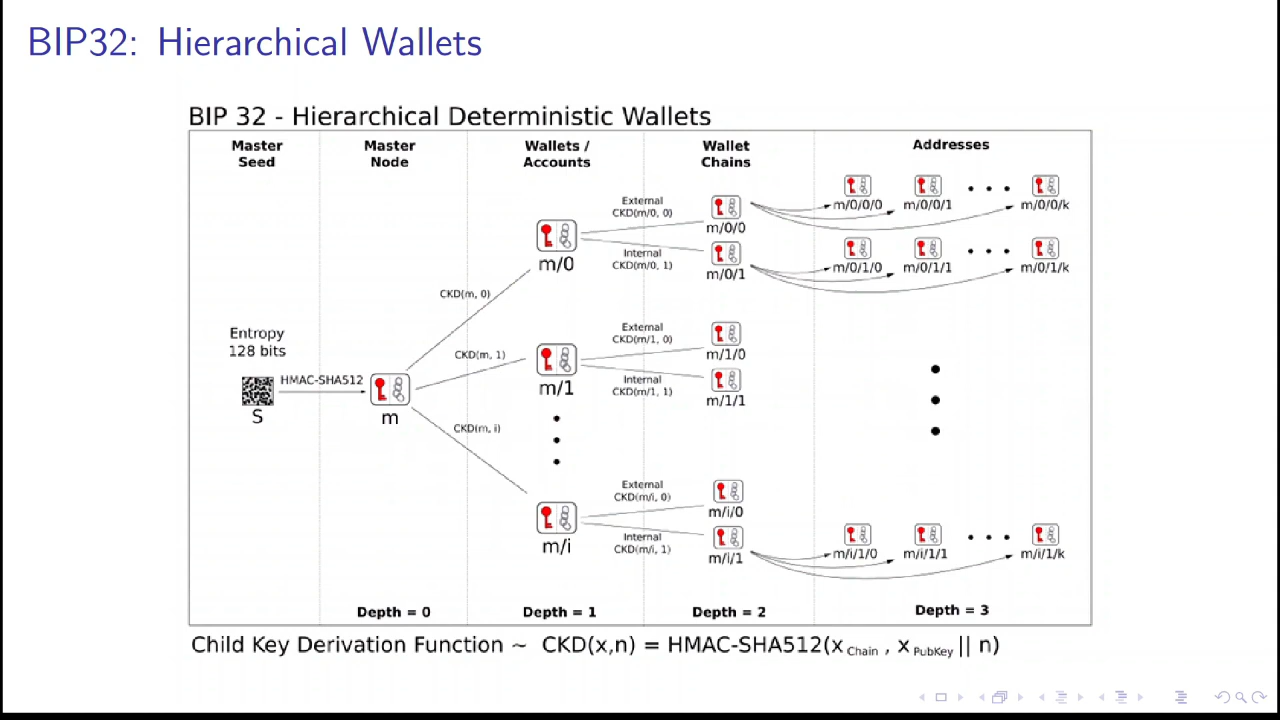 BIP32: Hierarchical Wallets
BIP 32 - Hierarchical Deterministic Wallets
Master
Seed
Master
Node
Wallets /
Accounts
Wallet
Chains
Addresses
Entropy
128 bits
S
HMAC-SHA512
m
CKD(m, 0)
CKD(m, 1)
CKD(m, i)
m/0
m/1
m/i
External
CKD(m/0, 0)
Internal
CKD(m/0, 1)
External
CKD(m/1, 0)
Internal
CKD(m/1, 1)
External
CKD(m/i, 0)
Internal
CKD(m/i, 1)
m/0/0
m/0/1
m/1/0
m/1/1
m/i/0
m/i/1
m/0/0/0
m/0/0/1
m/0/0/k
m/0/1/0
m/0/1/1
m/0/1/k
m/i/1/0
m/i/1/1
m/i/1/k
Depth = 0
Depth = 1
Depth = 2
Depth = 3
Child Key Derivation Function ~ CKD(x,n) = HMAC-SHA512(x Chain , x PubKey || n)